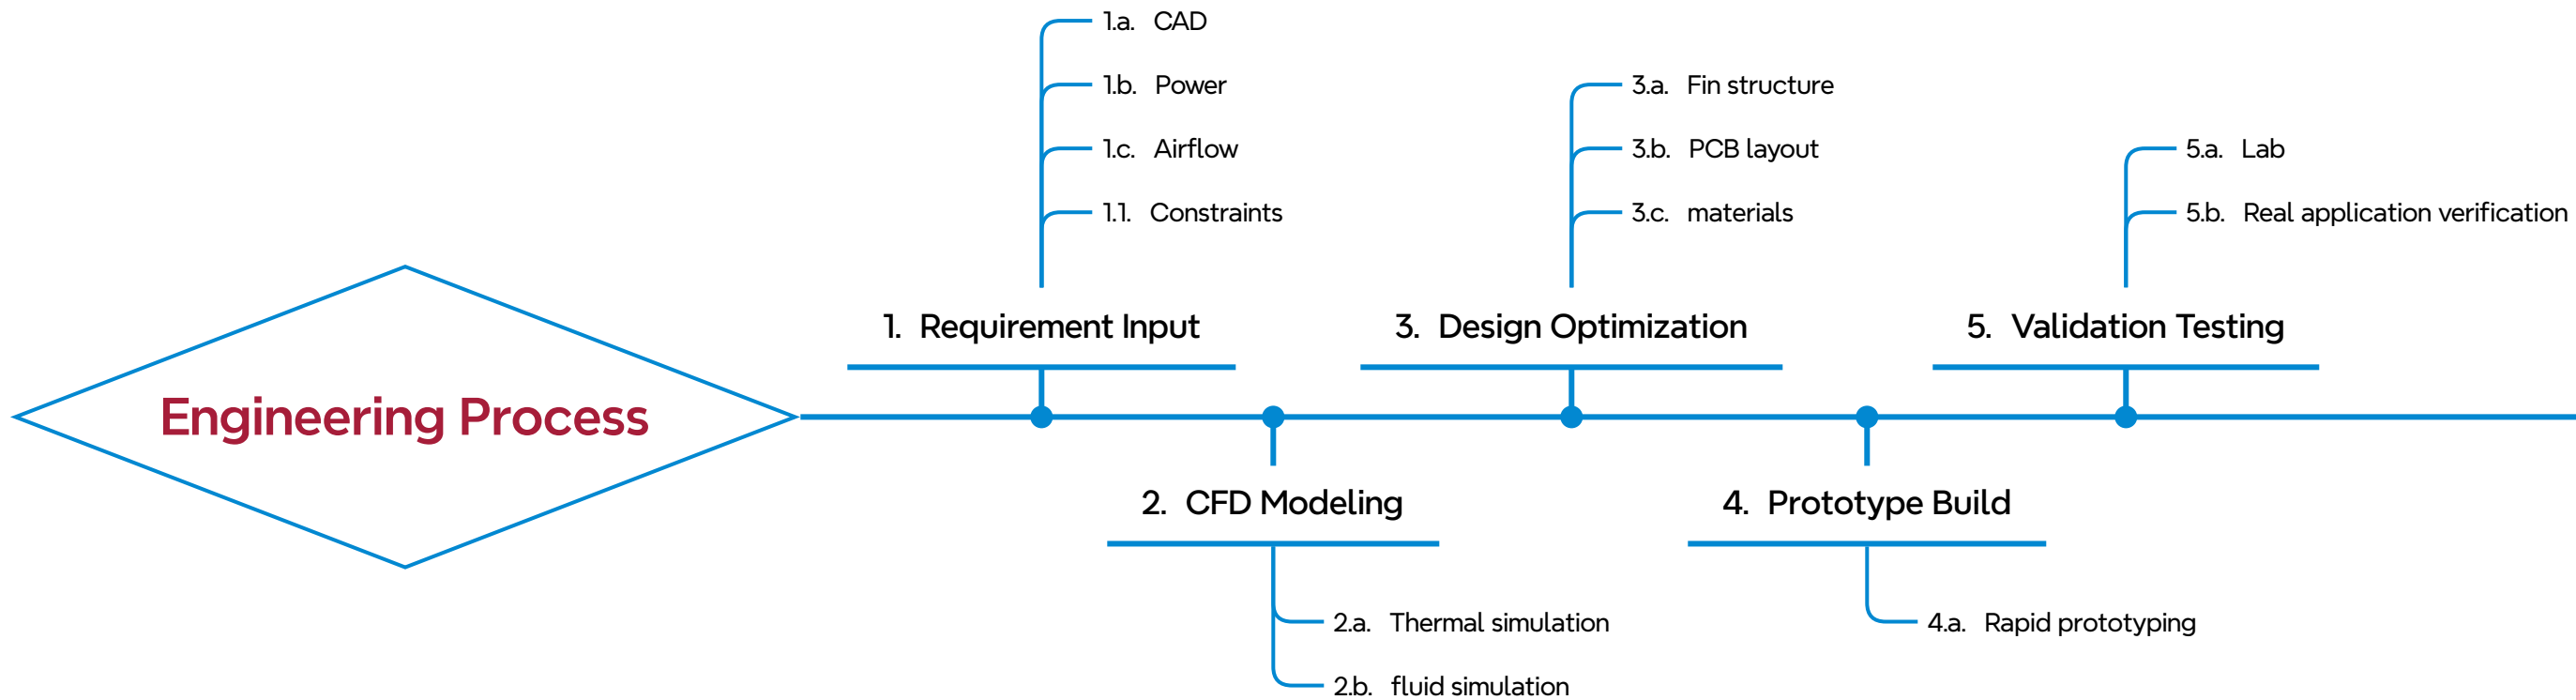 Engineering Process
1. Requirement Input
1.a. CAD
1.b. Power
1.c. Airflow
1.1. Constraints
2. CFD Modeling
2.a. Thermal simulation
2.b. fluid simulation
3. Design Optimization
3.a. Fin structure
3.b. PCB layout
3.c. materials
4. Prototype Build
4.a. Rapid prototyping
5. Validation Testing
5.a. Lab
5.b. Real application verification